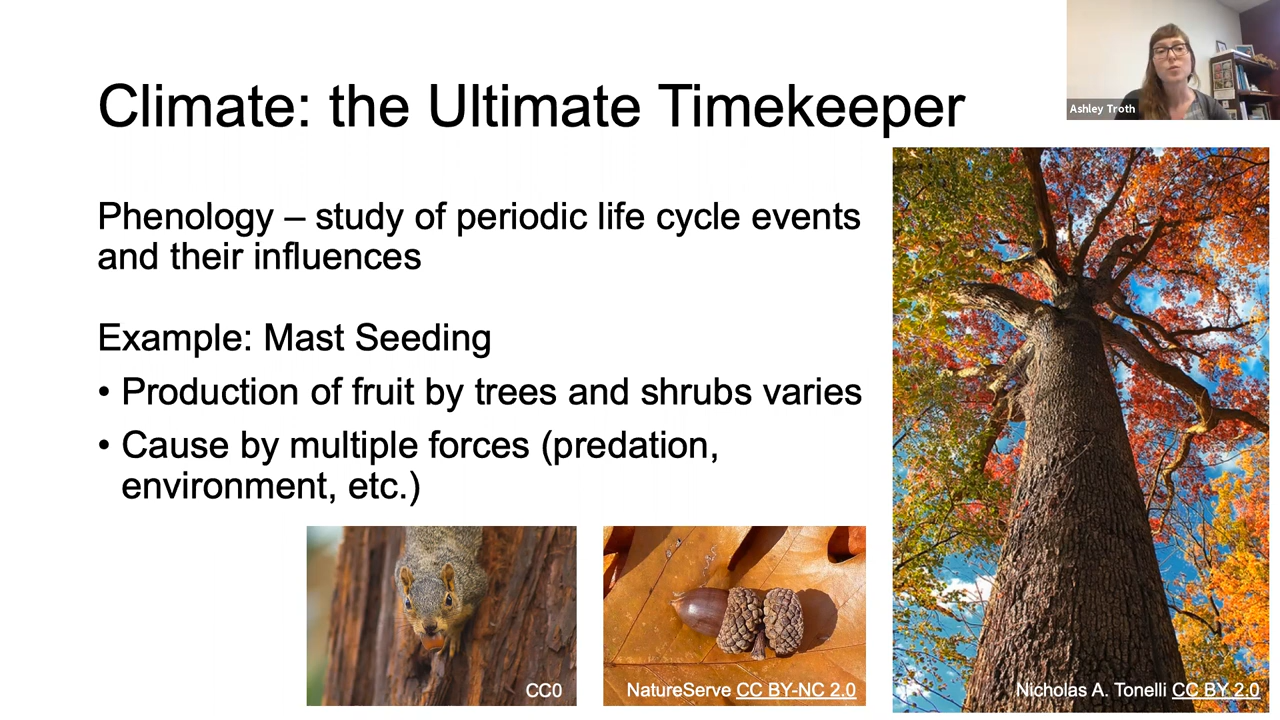 Climate: the Ultimate Timekeeper
Ashley Troth
Phenology – study of periodic life cycle events
and their influences
Example: Mast Seeding
• Production of fruit by trees and shrubs varies
• Cause by multiple forces (predation,
environment, etc.)
CC0
NatureServe CC BY-NC 2.0
Nicholas A. Tonelli CC BY 2.0